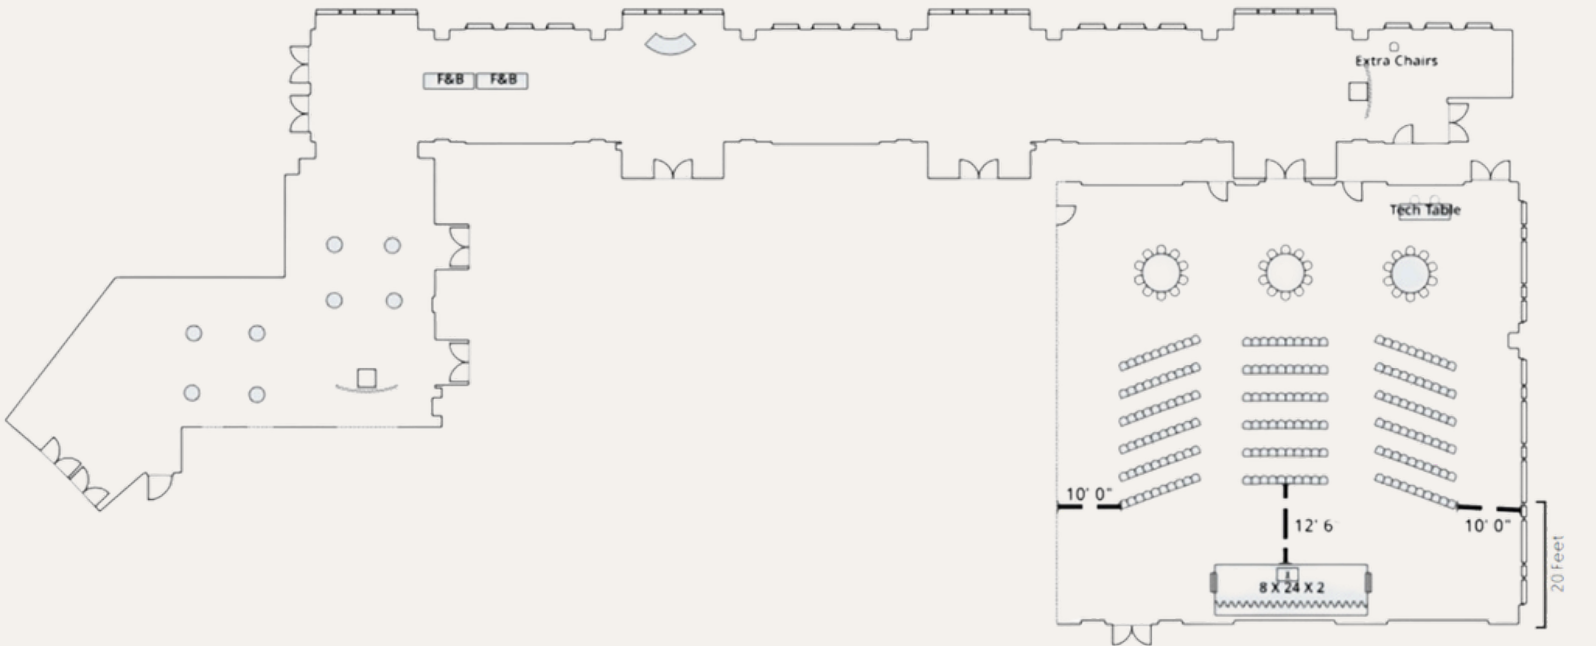 F&B
F&B
Extra Chairs
Tech Table
10' 0"
12' 6
10' 0"
8 X 24 X 2
20 Feet